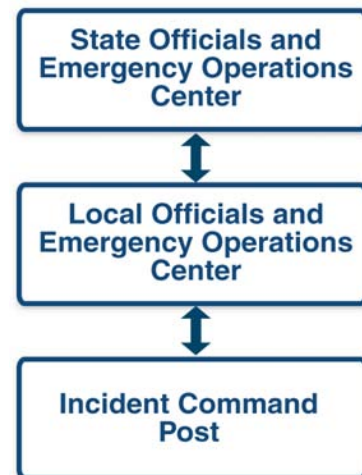 State Officials and
Emergency Operations
Center
Local Officials and
Emergency Operations
Center
Incident Command
Post